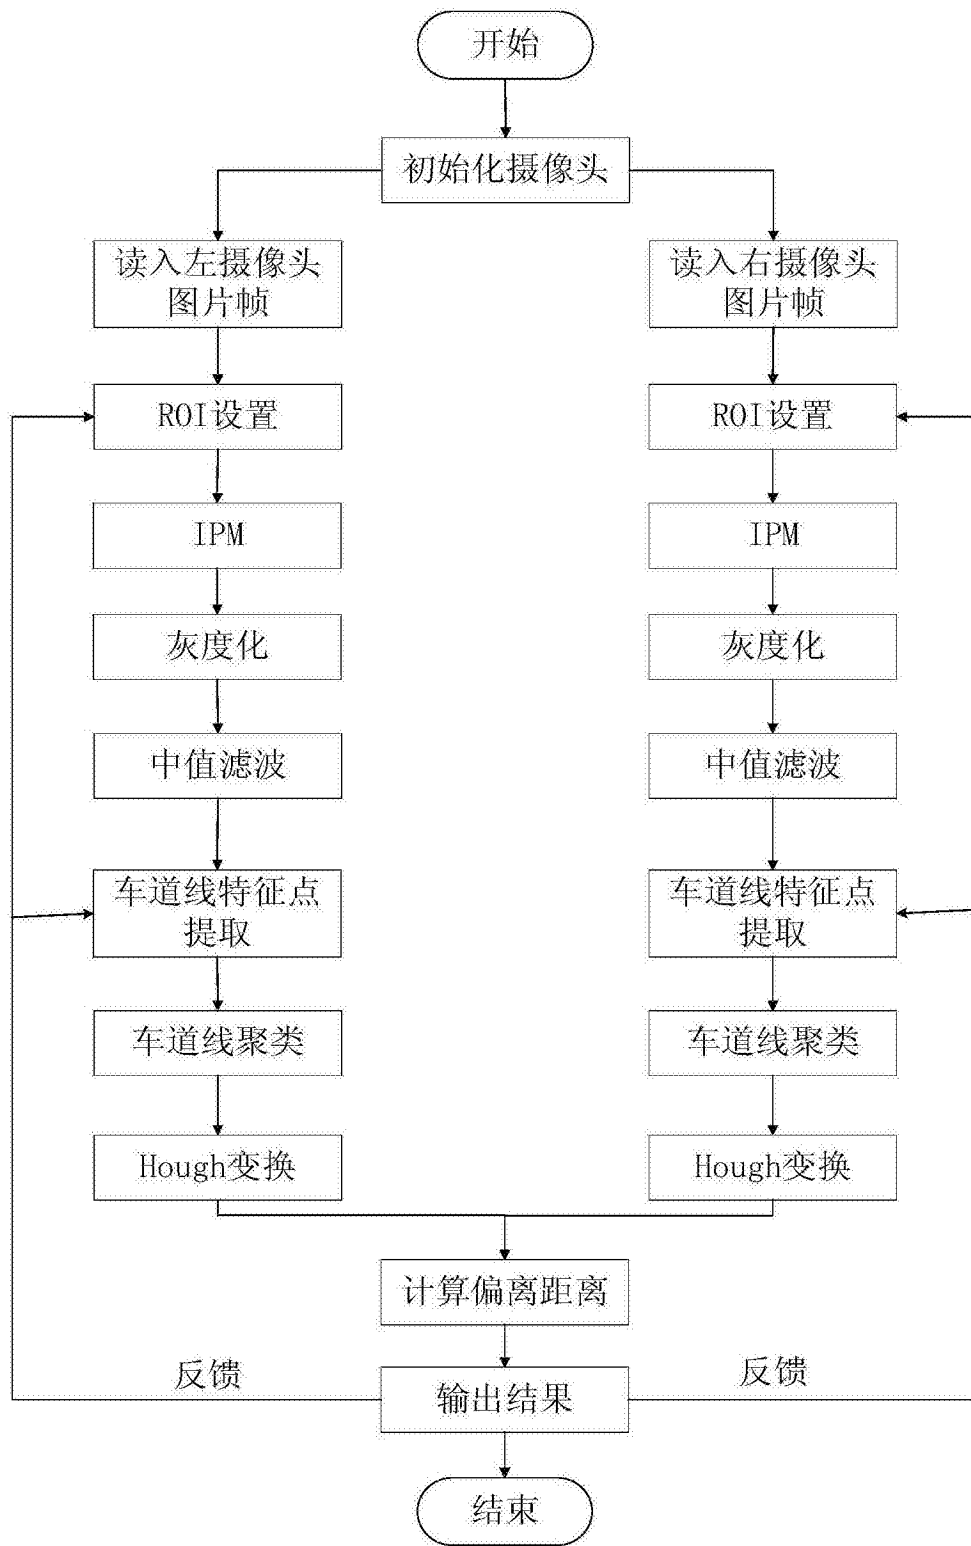 开始
初始化摄像头
读入左摄像头
图片帧
读入右摄像头
图片帧
ROI设置
ROI设置
IPM
IPM
灰度化
灰度化
中值滤波
中值滤波
车道线特征点
提取
车道线特征点
提取
车道线聚类
车道线聚类
Hough变换
Hough变换
计算偏离距离
反馈
反馈
输出结果
结束